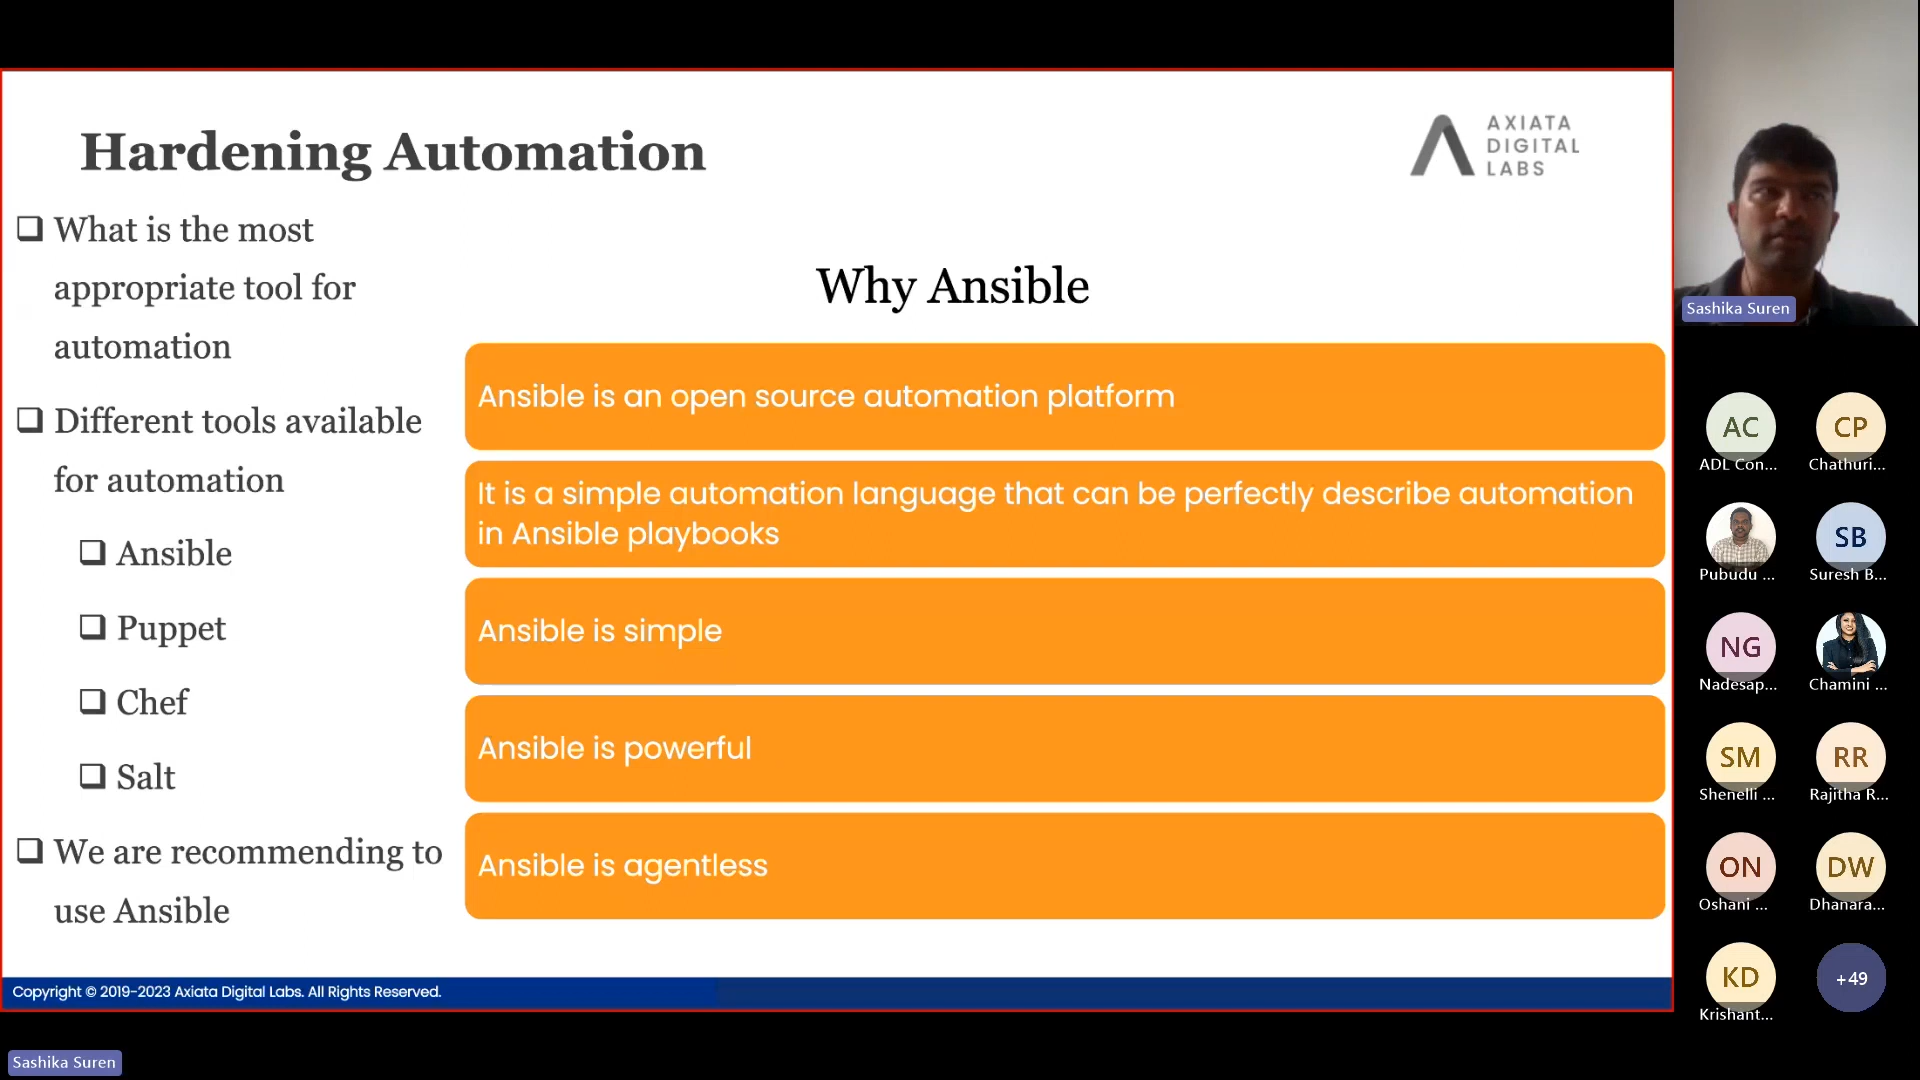 Hardening Automation
AXIATA
DIGITAL
LABS
❑ What is the most
appropriate tool for
automation
❑ Different tools available
for automation
❑ Ansible
❑ Puppet
❑ Chef
❑ Salt
❑ We are recommending to
use Ansible
Why Ansible
Ansible is an open source automation platform
It is a simple automation language that can be perfectly describe automation
in Ansible playbooks
Ansible is simple
Ansible is powerful
Ansible is agentless
Copyright © 2019-2023 Axiata Digital Labs. All Rights Reserved.
Sashika Suren
Sashika Suren
AC
ADL Con...
CP
Chathuri...
Pubudu ...
SB
Suresh B...
NG
Nadesap...
Chamini ...
SM
Shenelli ...
RR
Rajitha R...
ON
Oshani ...
DW
Dhanara...
KD
Krishant...
+49